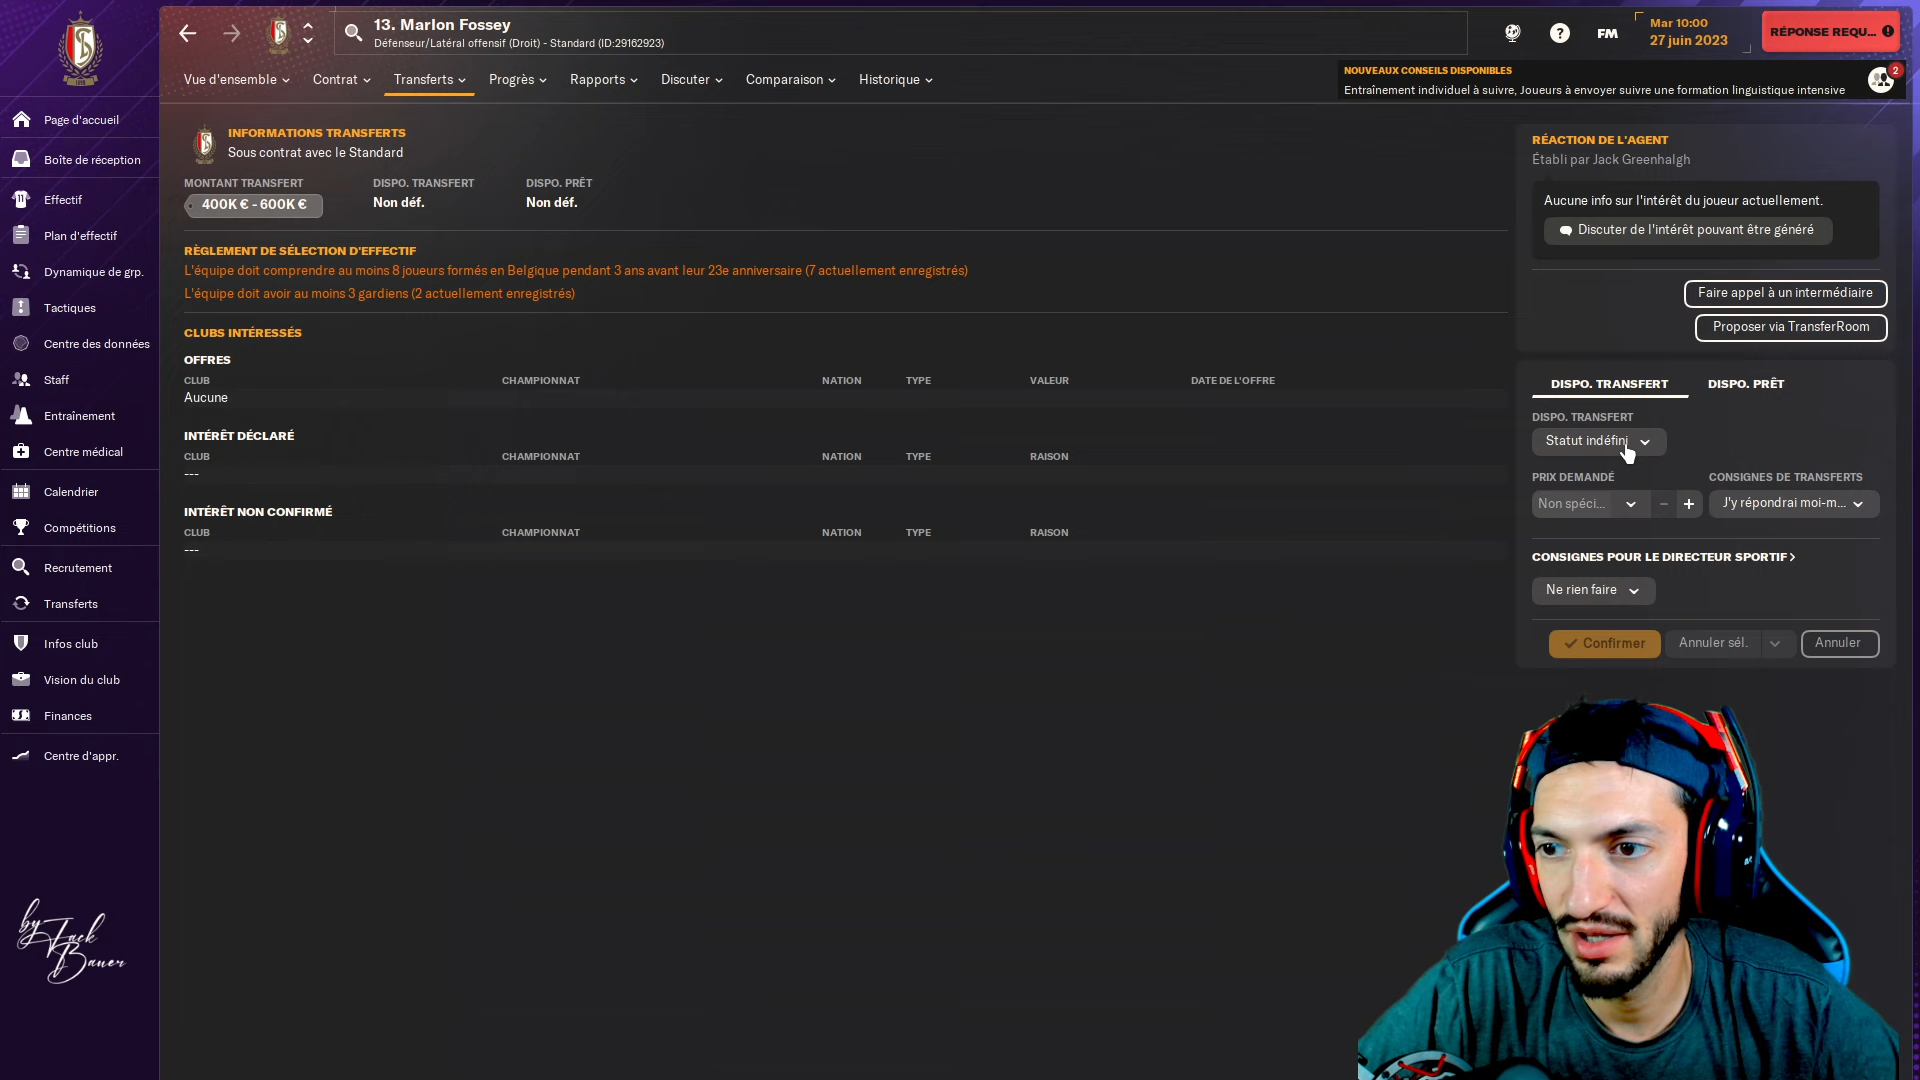 13. Marlon Fossey
Défenseur/Latéral offensif (Droit) - Standard (ID:29162923)
FM
Mar 10:00
27 juin 2023
RÉPONSE REQU...
Vue d'ensemble
Contrat
Transferts
Progrès
Rapports
Discuter
Comparaison
Historique
NOUVEAUX CONSEILS DISPONIBLES
Entraînement individuel à suivre, Joueurs à envoyer suivre une formation linguistique intensive
2
Page d'accueil
Boîte de réception
Effectif
Plan d'effectif
Dynamique de grp.
Tactiques
Centre des données
Staff
Entraînement
Centre médical
Calendrier
Compétitions
Recrutement
Transferts
Infos club
Vision du club
Finances
Centre d'appr.
by Jack Bauer
INFORMATIONS TRANSFERTS
Sous contrat avec le Standard
MONTANT TRANSFERT
DISPO. TRANSFERT
DISPO. PRÊT
400K € - 600K €
Non déf.
Non déf.
RÈGLEMENT DE SÉLECTION D'EFFECTIF
L'équipe doit comprendre au moins 8 joueurs formés en Belgique pendant 3 ans avant leur 23e anniversaire (7 actuellement enregistrés)
L'équipe doit avoir au moins 3 gardiens (2 actuellement enregistrés)
CLUBS INTÉRESSÉS
OFFRES
CLUB CHAMPIONNAT NATION TYPE VALEUR DATE DE L'OFFRE
Aucune
INTÉRÊT DÉCLARÉ
CLUB CHAMPIONNAT NATION TYPE RAISON
---
INTÉRÊT NON CONFIRMÉ
CLUB CHAMPIONNAT NATION TYPE RAISON
---
RÉACTION DE L'AGENT
Établi par Jack Greenhalgh
Aucune info sur l'intérêt du joueur actuellement.
Discuter de l'intérêt pouvant être généré
Faire appel à un intermédiaire
Proposer via TransferRoom
DISPO. TRANSFERT
DISPO. PRÊT
DISPO. TRANSFERT
Statut indéfini
PRIX DEMANDÉ
CONSIGNES DE TRANSFERTS
Non spéci...
J'y répondrai moi-m...
CONSIGNES POUR LE DIRECTEUR SPORTIF
Ne rien faire
Confirmer
Annuler sél.
Annuler